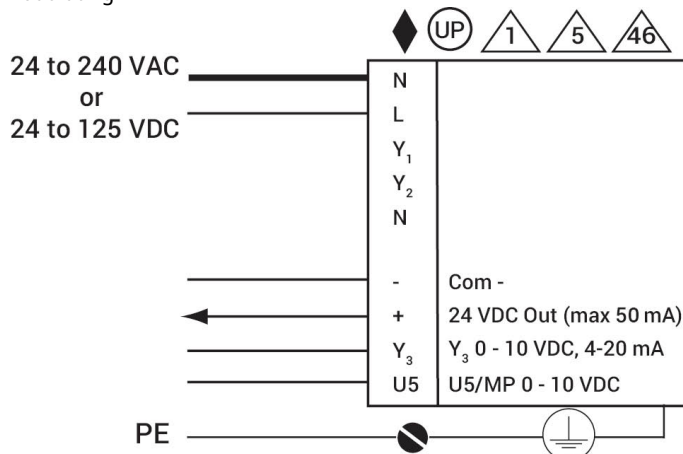 UP 1 5 46
24 to 240 VAC
or
24 to 125 VDC
N
L
Y₁
Y₂
N
- Com -
+ 24 VDC Out (max 50 mA)
Y₃ Y₃ 0 - 10 VDC, 4-20 mA
U5 U5/MP 0 - 10 VDC
PE